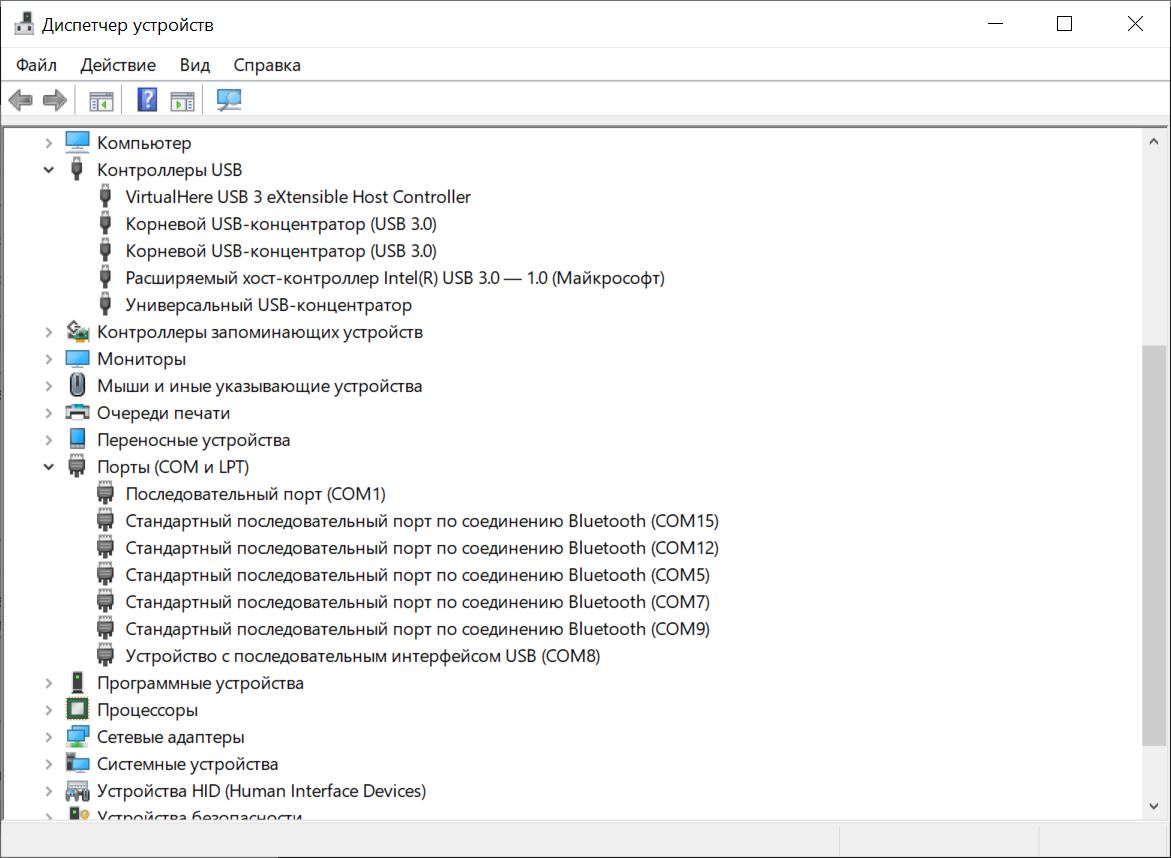 Диспетчер устройств
Файл Действие Вид Справка
Компьютер
Контроллеры USB
VirtualHere USB 3 eXtensible Host Controller
Корневой USB-концентратор (USB 3.0)
Корневой USB-концентратор (USB 3.0)
Расширяемый хост-контроллер Intel(R) USB 3.0 — 1.0 (Майкрософт)
Универсальный USB-концентратор
Контроллеры запоминающих устройств
Мониторы
Мыши и иные указывающие устройства
Очереди печати
Переносные устройства
Порты (COM и LPT)
Последовательный порт (COM1)
Стандартный последовательный порт по соединению Bluetooth (COM15)
Стандартный последовательный порт по соединению Bluetooth (COM12)
Стандартный последовательный порт по соединению Bluetooth (COM5)
Стандартный последовательный порт по соединению Bluetooth (COM7)
Стандартный последовательный порт по соединению Bluetooth (COM9)
Устройство с последовательным интерфейсом USB (COM8)
Программные устройства
Процессоры
Сетевые адаптеры
Системные устройства
Устройства HID (Human Interface Devices)
Устройства безопасности